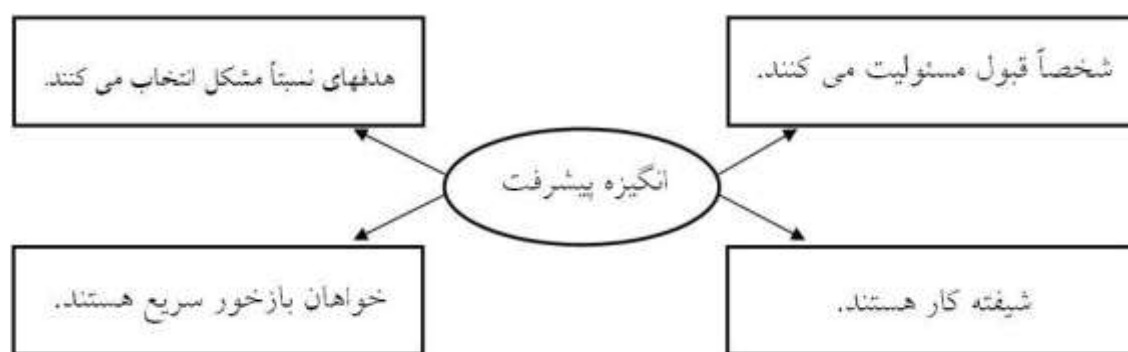 شخصاً قبول مسئولیت می کنند.
هدفهای نسبتاً مشکل انتخاب می کنند.
انگیزه پیشرفت
شیفته کار هستند.
خواهان بازخور سریع هستند.